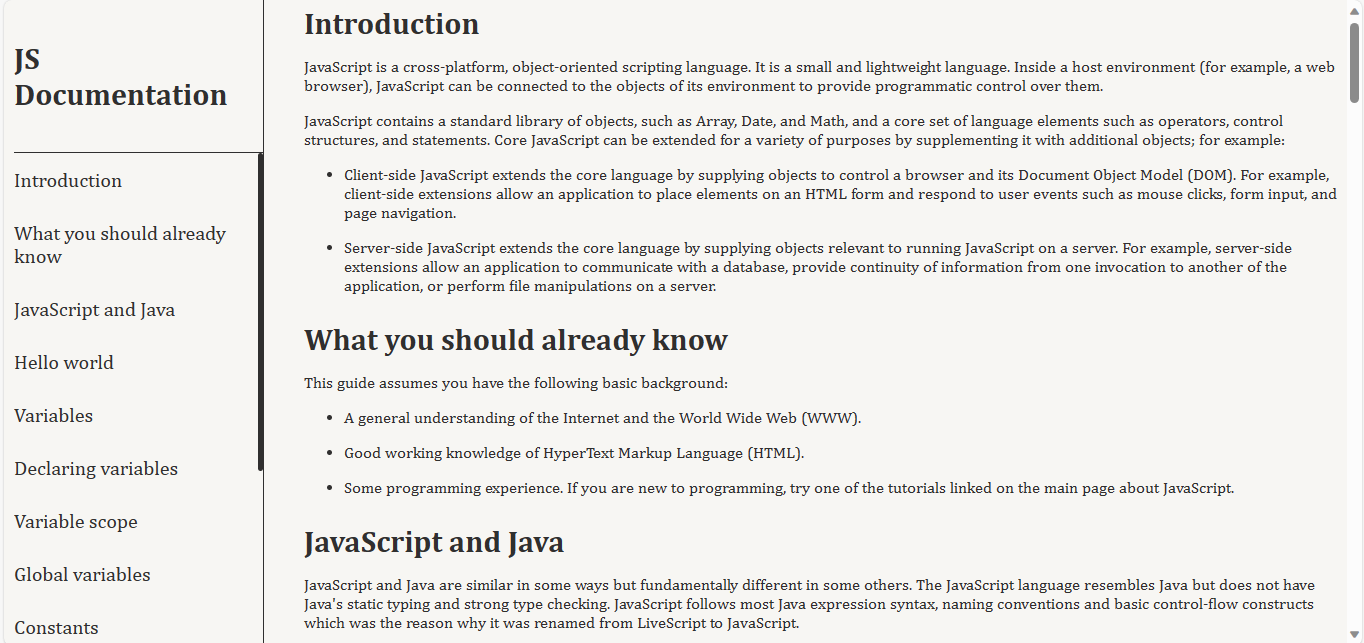 JS
Documentation
Introduction
What you should already
know
JavaScript and Java
Hello world
Variables
Declaring variables
Variable scope
Global variables
Constants
Introduction
JavaScript is a cross-platform, object-oriented scripting language. It is a small and lightweight language. Inside a host environment (for example, a web
browser), JavaScript can be connected to the objects of its environment to provide programmatic control over them.
JavaScript contains a standard library of objects, such as Array, Date, and Math, and a core set of language elements such as operators, control
structures, and statements. Core JavaScript can be extended for a variety of purposes by supplementing it with additional objects; for example:
• Client-side JavaScript extends the core language by supplying objects to control a browser and its Document Object Model (DOM). For example,
client-side extensions allow an application to place elements on an HTML form and respond to user events such as mouse clicks, form input, and
page navigation.
• Server-side JavaScript extends the core language by supplying objects relevant to running JavaScript on a server. For example, server-side
extensions allow an application to communicate with a database, provide continuity of information from one invocation to another of the
application, or perform file manipulations on a server.
What you should already know
This guide assumes you have the following basic background:
• A general understanding of the Internet and the World Wide Web (WWW).
• Good working knowledge of HyperText Markup Language (HTML).
• Some programming experience. If you are new to programming, try one of the tutorials linked on the main page about JavaScript.
JavaScript and Java
JavaScript and Java are similar in some ways but fundamentally different in some others. The JavaScript language resembles Java but does not have
Java's static typing and strong type checking. JavaScript follows most Java expression syntax, naming conventions and basic control-flow constructs
which was the reason why it was renamed from LiveScript to JavaScript.